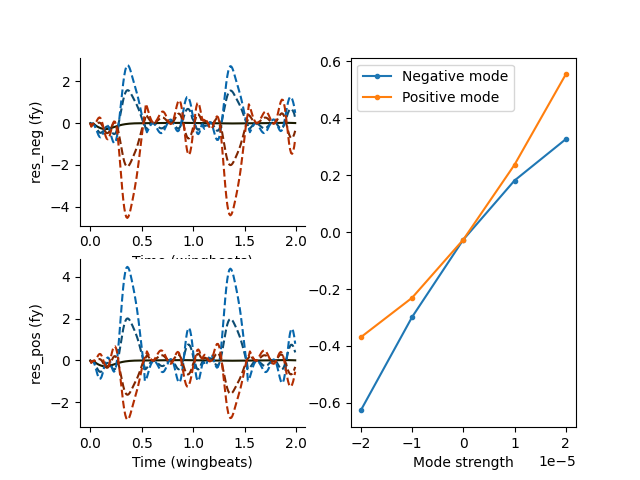 res_neg (fy)
2
0
−2
−4
0.0 0.5 1.0 1.5 2.0
Time (wingbeats)
res_pos (fy)
4
2
0
−2
0.0 0.5 1.0 1.5 2.0
Time (wingbeats)
Negative mode
Positive mode
0.6
0.4
0.2
0.0
−0.2
−0.4
−0.6
−2 −1 0 1 2
Mode strength 1e−5